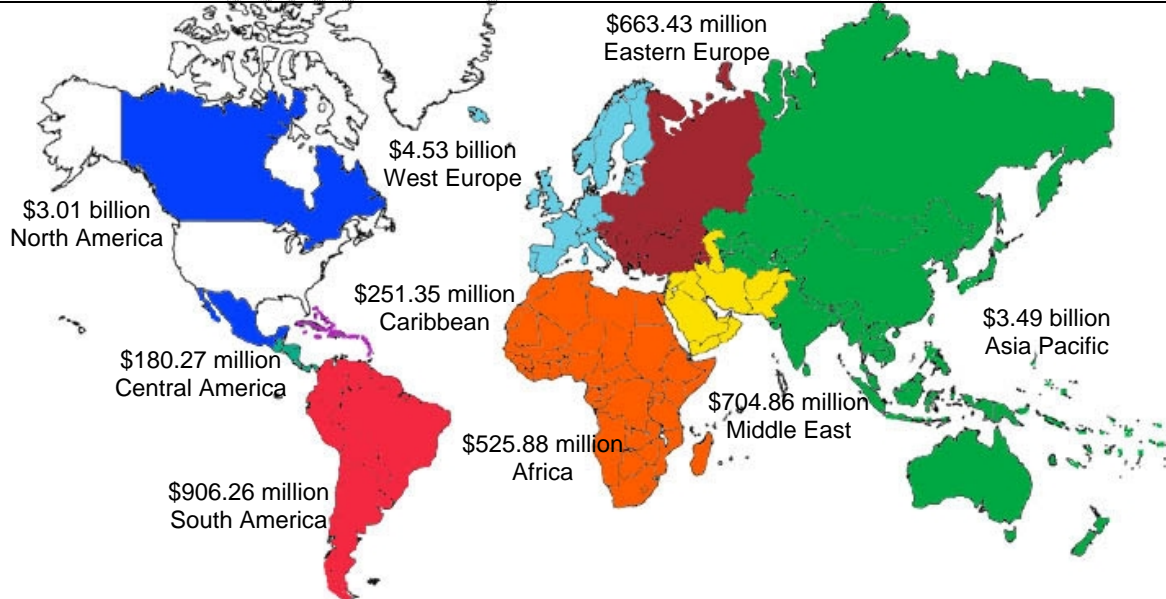 $663.43 million
Eastern Europe
$4.53 billion
West Europe
$3.01 billion
North America
$251.35 million
Caribbean
$3.49 billion
Asia Pacific
$180.27 million
Central America
$704.86 million
Middle East
$525.88 million
Africa
$906.26 million
South America